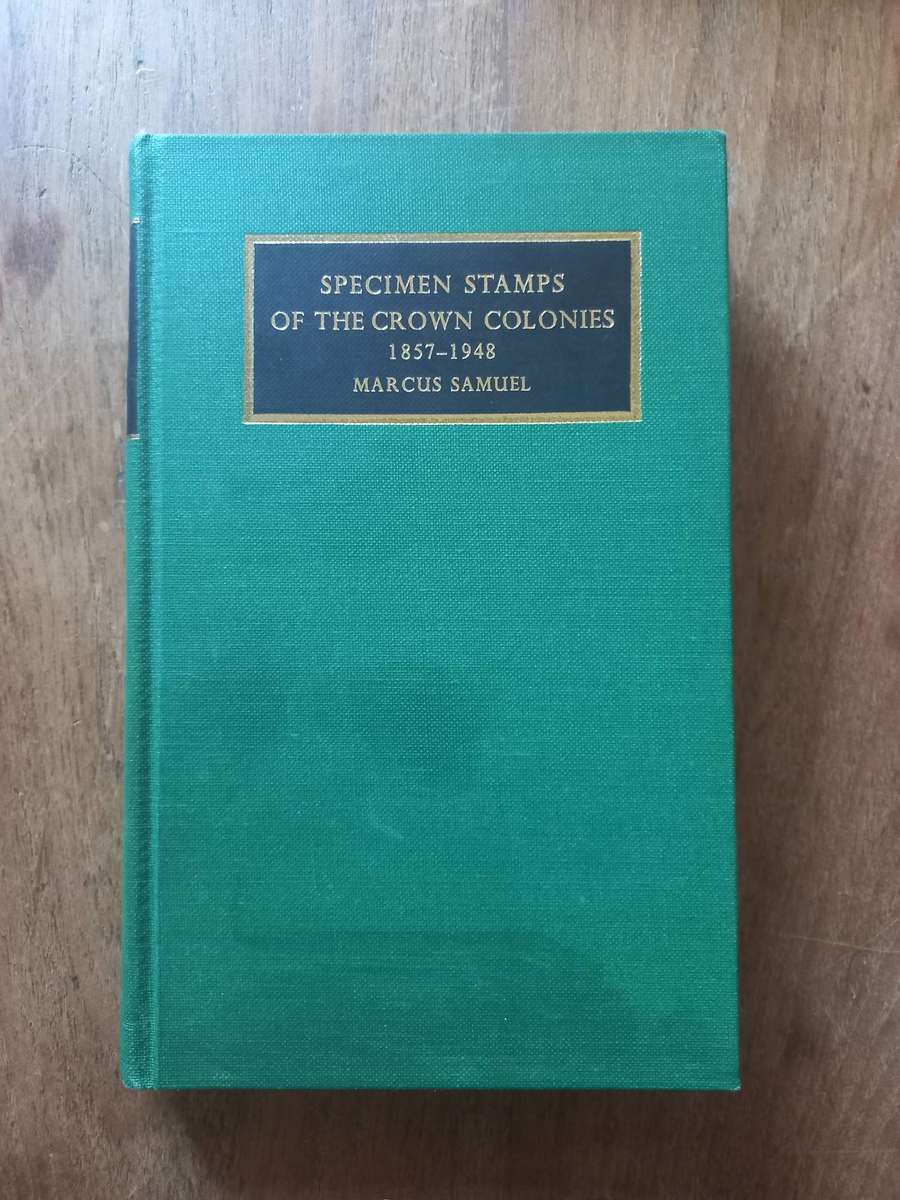 SPECIMEN STAMPS
OF THE CROWN COLONIES
1857–1948
MARCUS SAMUEL